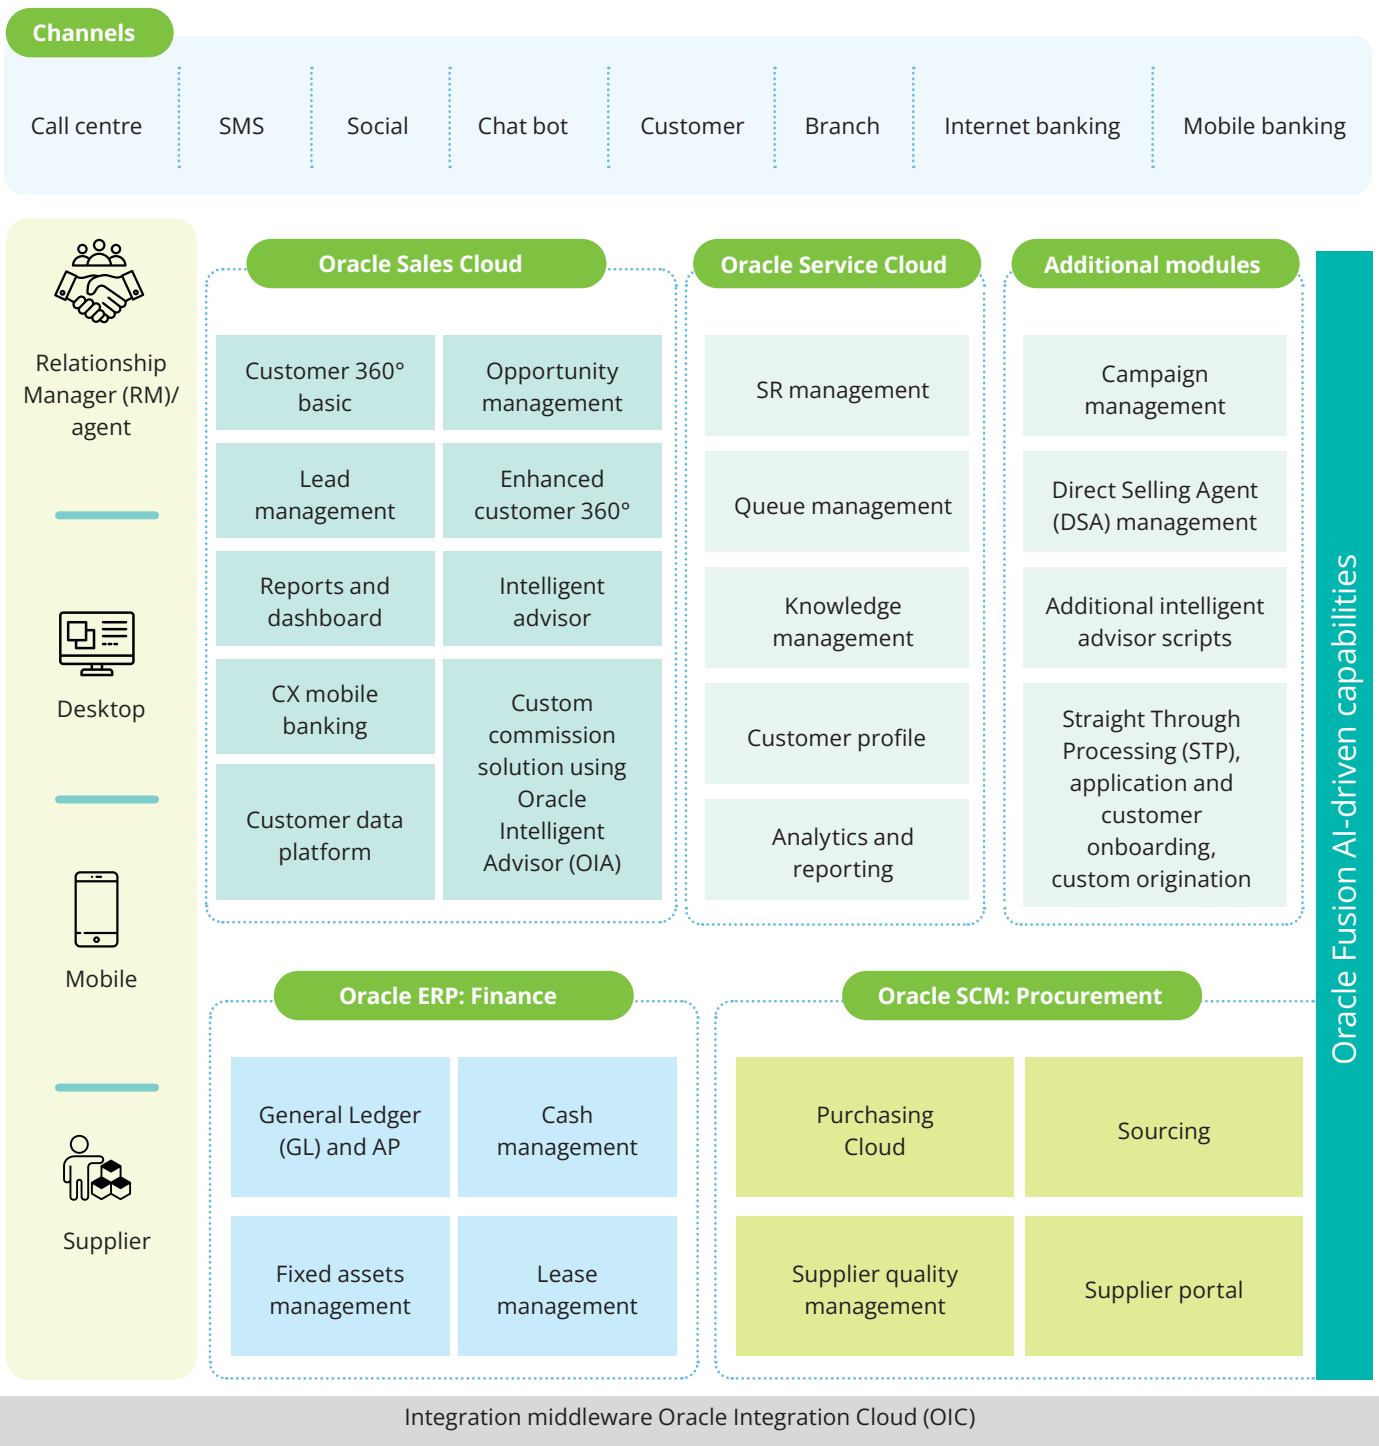 Channels
Call centre
SMS
Social
Chat bot
Customer
Branch
Internet banking
Mobile banking
Relationship
Manager (RM)/
agent
Desktop
Mobile
Supplier
Oracle Sales Cloud
Customer 360°
basic
Opportunity
management
Lead
management
Enhanced
customer 360°
Reports and
dashboard
Intelligent
advisor
CX mobile
banking
Custom
commission
solution using
Oracle
Intelligent
Advisor (OIA)
Customer data
platform
Oracle Service Cloud
SR management
Queue management
Knowledge
management
Customer profile
Analytics and
reporting
Additional modules
Campaign
management
Direct Selling Agent
(DSA) management
Additional intelligent
advisor scripts
Straight Through
Processing (STP),
application and
customer
onboarding,
custom origination
Oracle ERP: Finance
General Ledger
(GL) and AP
Cash
management
Fixed assets
management
Lease
management
Oracle SCM: Procurement
Purchasing
Cloud
Sourcing
Supplier quality
management
Supplier portal
Oracle Fusion AI-driven capabilities
Integration middleware Oracle Integration Cloud (OIC)